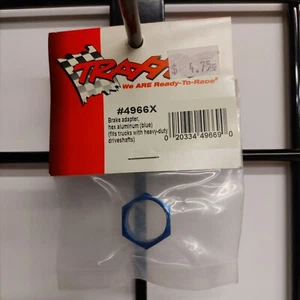 TRAXX
$ 4.75
We ARE Ready-To-Race®
#4966X
Brake adapter,
hex aluminum (blue)
(fits trucks with heavy-duty
driveshafts)
0 20334 49669 0